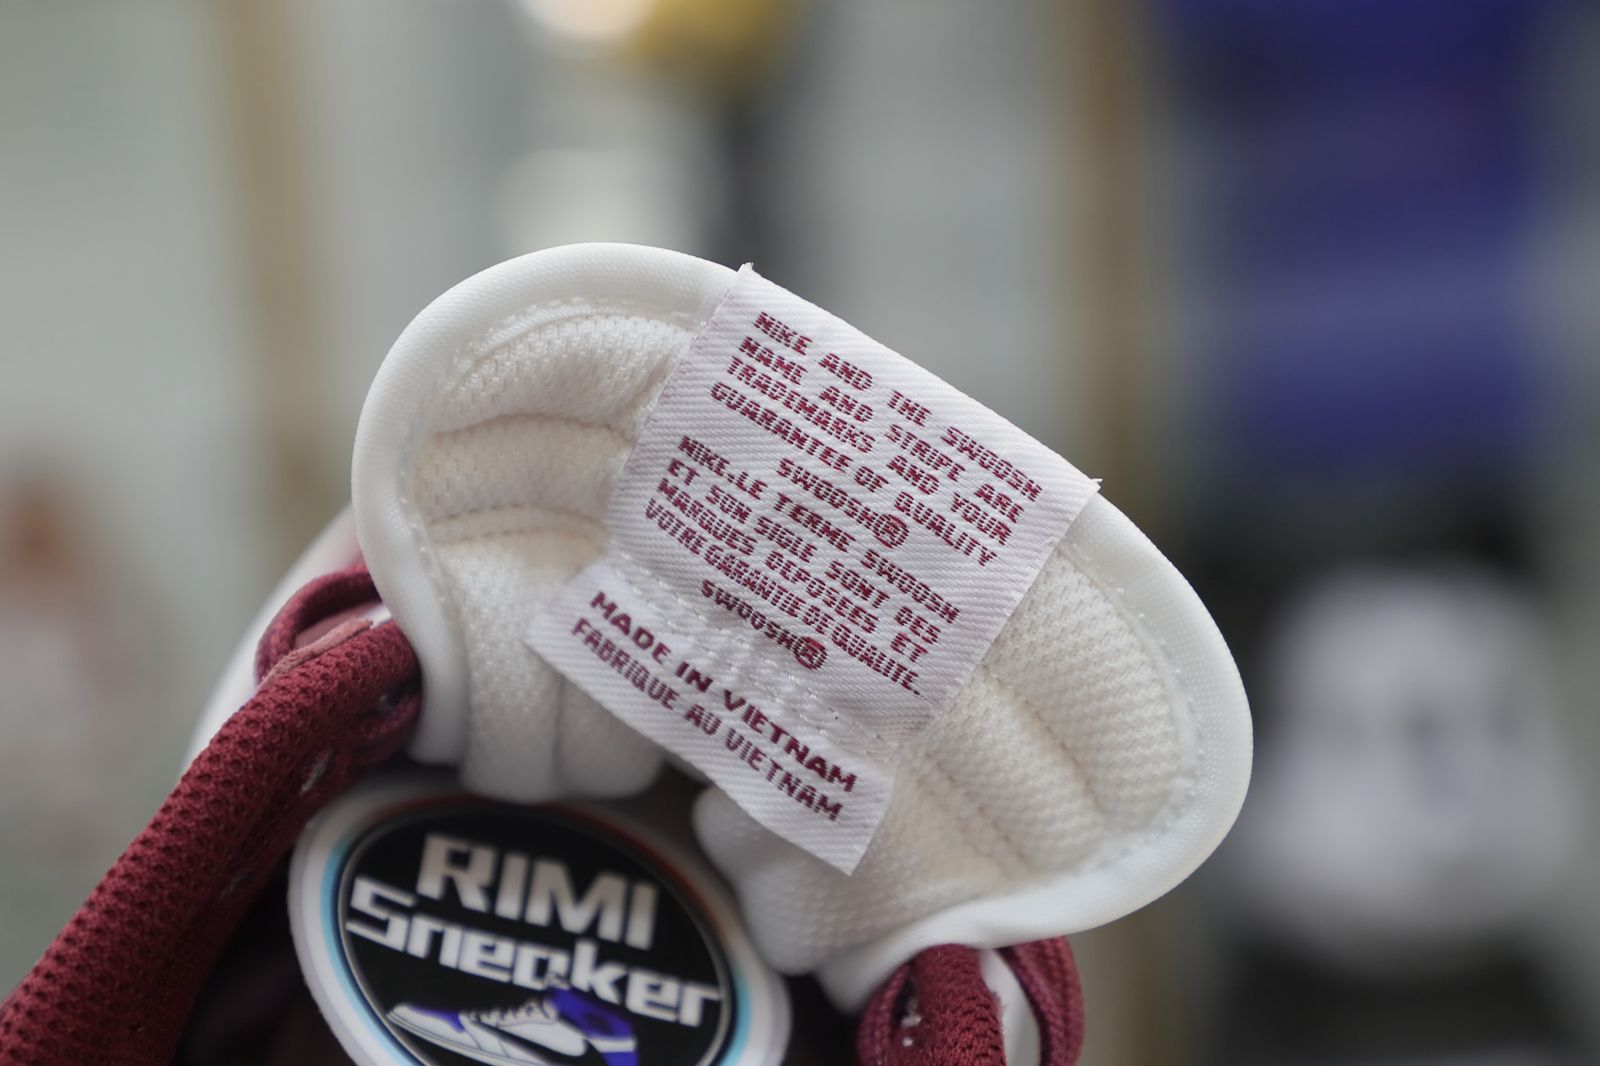 NIKE AND THE SWOOSH
NAME AND STRIPE ARE
TRADEMARKS AND YOUR
GUARANTEE OF QUALITY
SWOOSH®
NIKE.LE TERME SWOOSH
ET SON SIGLE SONT DES
MARQUES DEPOSEES ET
VOTRE GARANTIE DE QUALITE.
SWOOSH®
MADE IN VIETNAM
FABRIQUE AU VIETNAM
RIMI
Sneaker